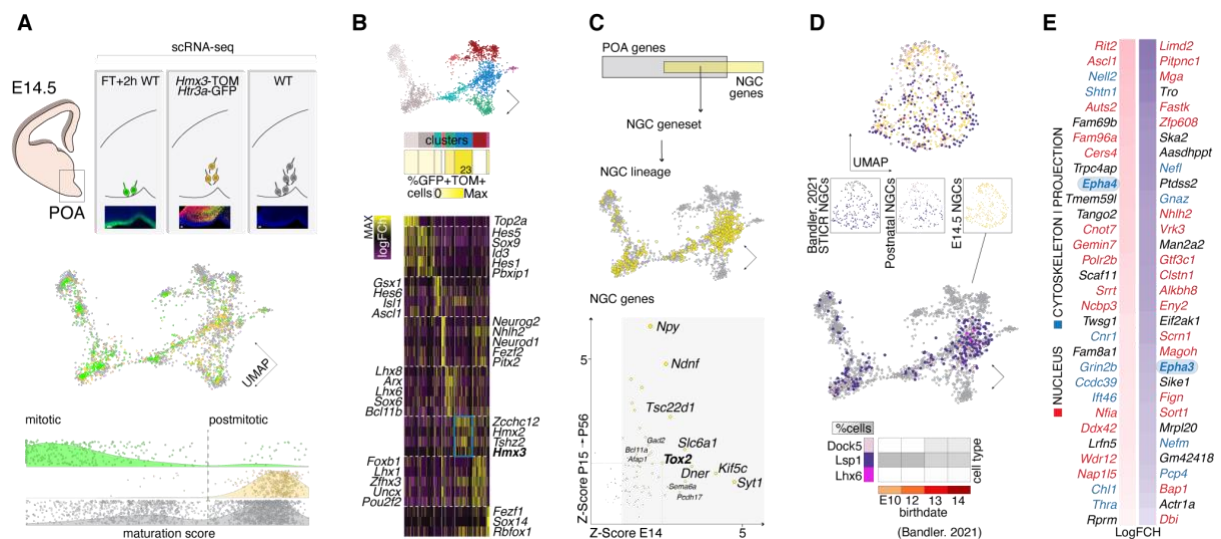 A
scRNA-seq
E14.5
FT+2h WT
Hmx3-TOM
Htr3a-GFP
WT
POA
UMAP
mitotic
postmitotic
maturation score
B
clusters
23
%GFP+TOM+
cells 0 Max
MAX
logFCh
Top2a
Hes5
Sox9
Id3
Hes1
Pbxip1
Gsx1
Hes6
Isl1
Ascl1
Neurog2
Nhlh2
Neurod1
Fezf2
Pitx2
Lhx8
Arx
Lhx6
Sox6
Bcl11b
Zcchc12
Hmx2
Tshz2
Hmx3
Foxb1
Lhx1
Zfhx3
Uncx
Pou2f2
Fezf1
Sox14
Rbfox1
C
POA genes
NGC
genes
NGC geneset
NGC lineage
NGC genes
Npy
5
Ndnf
Tsc22d1
Gad2
Slc6a1
Bcl11a
Afap1
Tox2
Dner
Kif5c
Sema6a
Syt1
Pcdh17
Z-Score P15 → P56
Z-Score E14
5
D
UMAP
Bandler. 2021
STICR NGCs
Postnatal NGCs
E14.5 NGCs
%cells
Dock5
Lsp1
Lhx6
cell type
E10 12 13 14
birthdate
(Bandler. 2021)
E
CYTOSKELETON | PROJECTION
NUCLEUS
Rit2
Ascl1
Nell2
Shtn1
Auts2
Fam69b
Fam96a
Cers4
Trpc4ap
Epha4
Tmem59l
Tango2
Cnot7
Gemin7
Polr2b
Scaf11
Srrt
Ncbp3
Twsg1
Cnr1
Fam8a1
Grin2b
Ccdc39
Ift46
Nfia
Ddx42
Lrfn5
Wdr12
Nap1l5
Chl1
Thra
Rprm
Limd2
Pitpnc1
Mga
Tro
Fastk
Zfp608
Ska2
Aasdhppt
Nefl
Ptdss2
Gnaz
Nhlh2
Vrk3
Man2a2
Gtf3c1
Clstn1
Alkbh8
Eny2
Eif2ak1
Scrn1
Magoh
Epha3
Sike1
Fign
Sort1
Mrpl20
Nefm
Gm42418
Pcp4
Bap1
Actr1a
Dbi
LogFCH